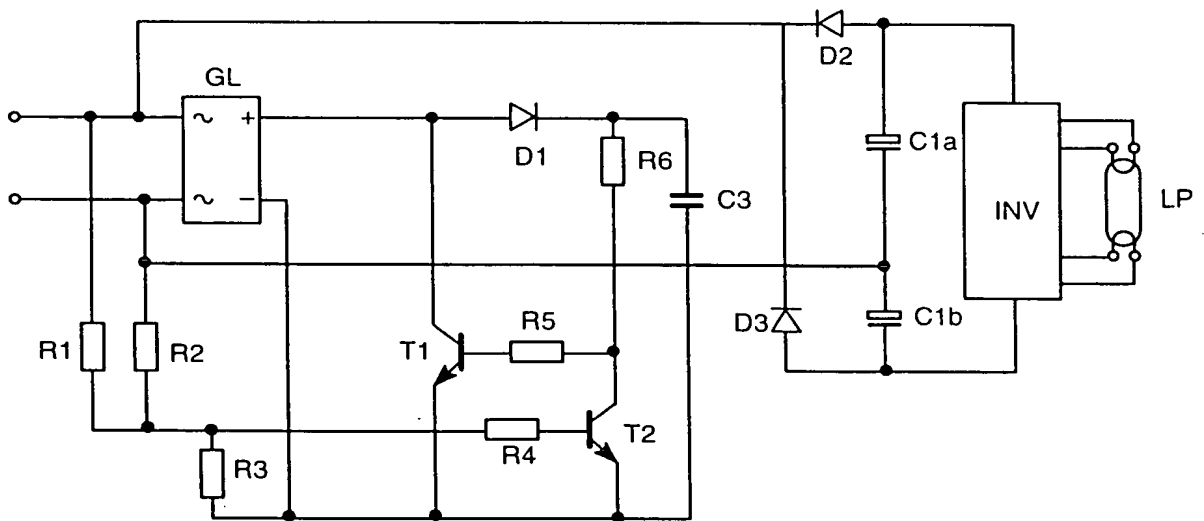 D2
GL
~ +
D1
R6
C1a
C3
INV
LP
~ −
D3
C1b
R5
T1
R1
R2
T2
R4
R3